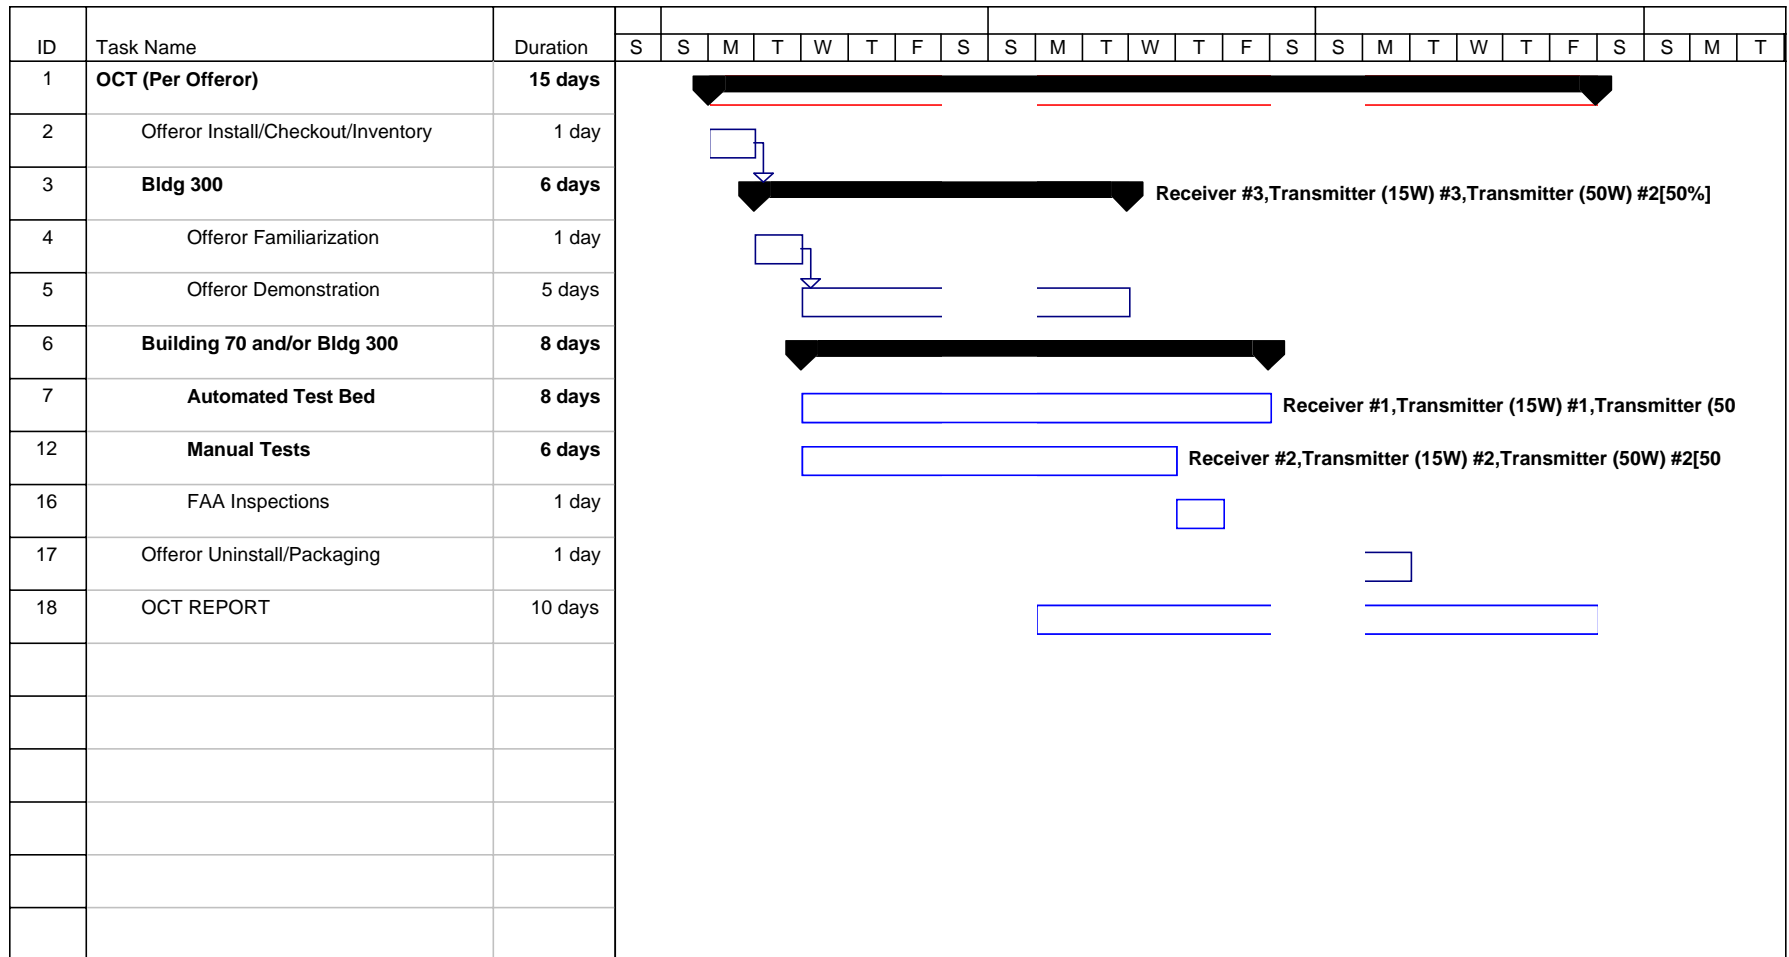 ID Task Name Duration S S M T W T F S S M T W T F S S M T W T F S S M T
1 OCT (Per Offeror) 15 days
2 Offeror Install/Checkout/Inventory 1 day
3 Bldg 300 6 days Receiver #3,Transmitter (15W) #3,Transmitter (50W) #2[50%]
4 Offeror Familiarization 1 day
5 Offeror Demonstration 5 days
6 Building 70 and/or Bldg 300 8 days
7 Automated Test Bed 8 days Receiver #1,Transmitter (15W) #1,Transmitter (50
12 Manual Tests 6 days Receiver #2,Transmitter (15W) #2,Transmitter (50W) #2[50
16 FAA Inspections 1 day
17 Offeror Uninstall/Packaging 1 day
18 OCT REPORT 10 days